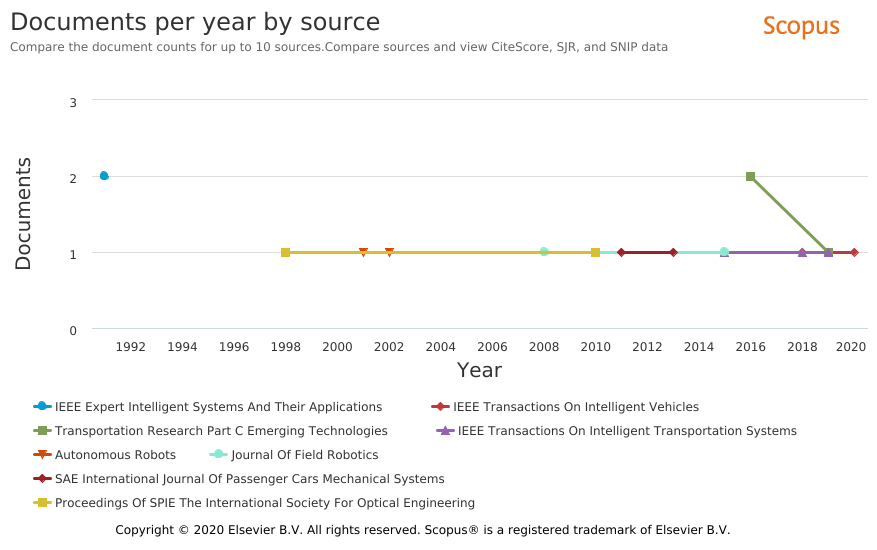 Documents per year by source
Scopus
Compare the document counts for up to 10 sources.Compare sources and view CiteScore, SJR, and SNIP data
3
2
1
0
Documents
1992 1994 1996 1998 2000 2002 2004 2006 2008 2010 2012 2014 2016 2018 2020
Year
IEEE Expert Intelligent Systems And Their Applications
IEEE Transactions On Intelligent Vehicles
Transportation Research Part C Emerging Technologies
IEEE Transactions On Intelligent Transportation Systems
Autonomous Robots
Journal Of Field Robotics
SAE International Journal Of Passenger Cars Mechanical Systems
Proceedings Of SPIE The International Society For Optical Engineering
Copyright © 2020 Elsevier B.V. All rights reserved. Scopus® is a registered trademark of Elsevier B.V.